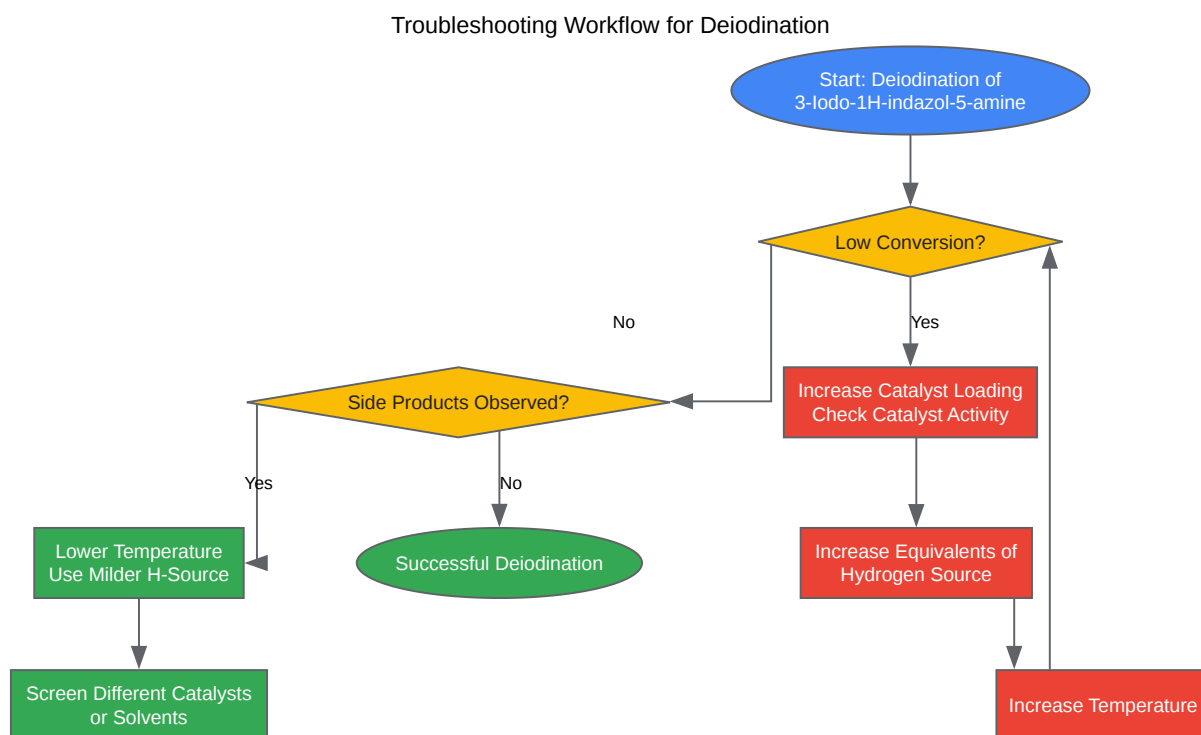 Troubleshooting Workflow for Deiodination
Start: Deiodination of
3-Iodo-1H-indazol-5-amine
Low Conversion?
No
Yes
Side Products Observed?
Increase Catalyst Loading
Check Catalyst Activity
Yes
No
Lower Temperature
Use Milder H-Source
Successful Deiodination
Increase Equivalents of
Hydrogen Source
Screen Different Catalysts
or Solvents
Increase Temperature